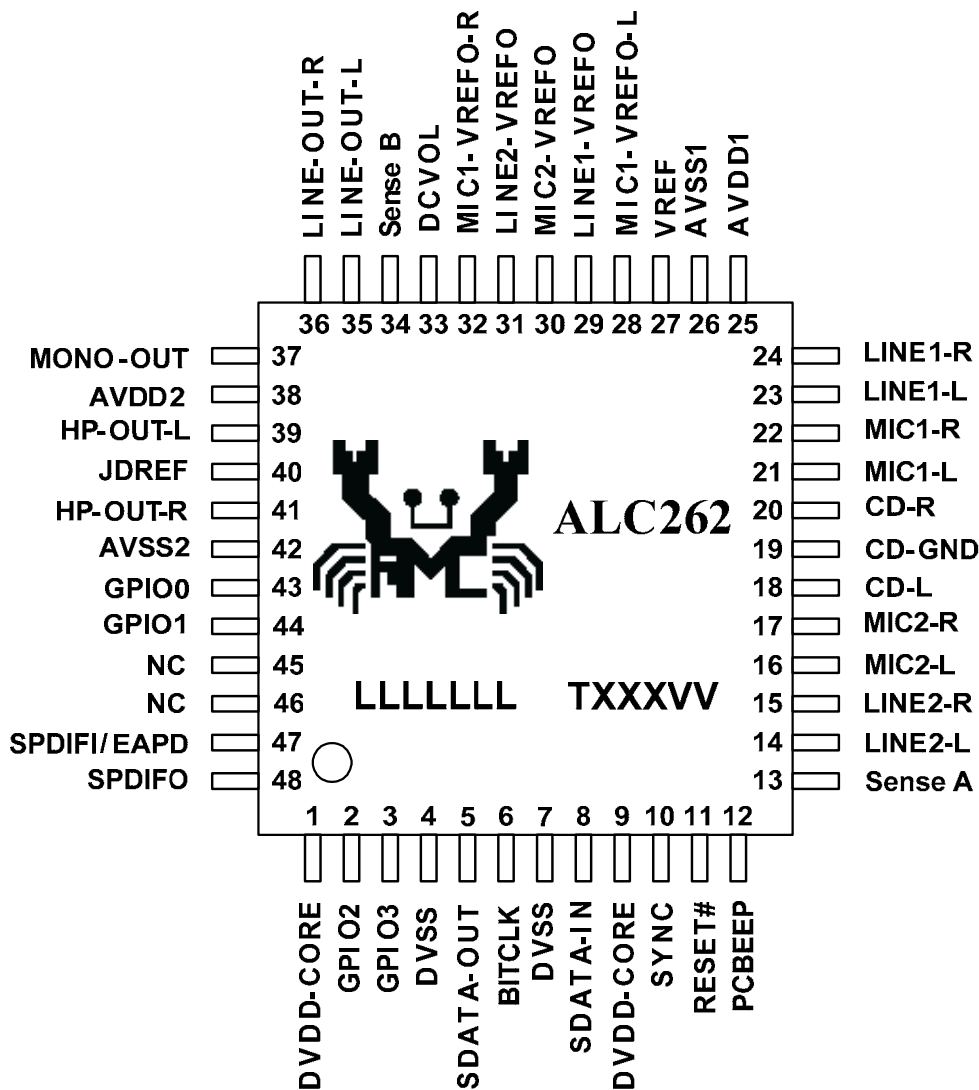 LINE-OUT-R
LINE-OUT-L
Sense B
DCVOL
MIC1-VREFO-R
LINE2-VREFO
MIC2-VREFO
LINE1-VREFO
MIC1-VREFO-L
VREF
AVSS1
AVDD1
36 35 34 33 32 31 30 29 28 27 26 25
MONO-OUT 37
AVDD2 38
HP-OUT-L 39
JDREF 40
HP-OUT-R 41
AVSS2 42
GPIO0 43
GPIO1 44
NC 45
NC 46
SPDIFI/EAPD 47
SPDIFO 48
ALC262
LLLLLLL TXXXVV
24 LINE1-R
23 LINE1-L
22 MIC1-R
21 MIC1-L
20 CD-R
19 CD-GND
18 CD-L
17 MIC2-R
16 MIC2-L
15 LINE2-R
14 LINE2-L
13 Sense A
1 2 3 4 5 6 7 8 9 10 11 12
DVDD-CORE
GPIO2
GPIO3
DVSS
SDATA-OUT
BITCLK
DVSS
SDATA-IN
DVDD-CORE
SYNC
RESET#
PCBEEP